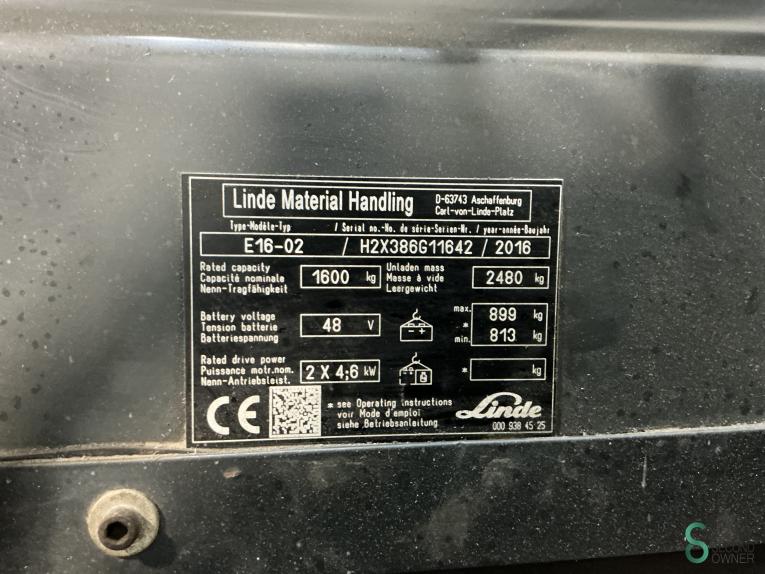 Linde Material Handling
D-63743 Aschaffenburg
Carl-von-Linde-Platz
Type-Modèle-Typ / Serial no.-No. de série-Serien-Nr. / year-année-Baujahr
E16-02 / H2X386G11642 / 2016
Rated capacity
Capacité nominale
Nenn-Tragfähigkeit
1600 kg
Unladen mass
Masse à vide
Leergewicht
2480 kg
Battery voltage
Tension batterie
Batteriespannung
48 V
max. 899 kg
*
min. 813 kg
Rated drive power
Puissance motr.nom.
Nenn-Antriebsleist.
2 X 4,6 kW
* kg
CE
* see Operating instructions
voir Mode d'emploi
siehe Betriebsanleitung
Linde
000 938 45 25
SECOND
OWNER